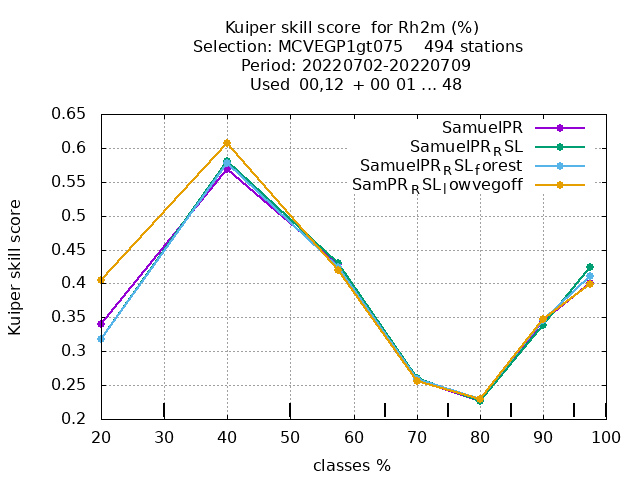 Kuiper skill score  for Rh2m (%)
Selection: MCVEGP1gt075    494 stations
Period: 20220702-20220709
Used  00,12  + 00 01 ... 48
SamuelPR
SamuelPR_RSL
SamuelPR_RSL_forest
SamPR_RSL_lowvegoff
Kuiper skill score
0.65
0.6
0.55
0.5
0.45
0.4
0.35
0.3
0.25
0.2
20 30 40 50 60 70 80 90 100
classes %